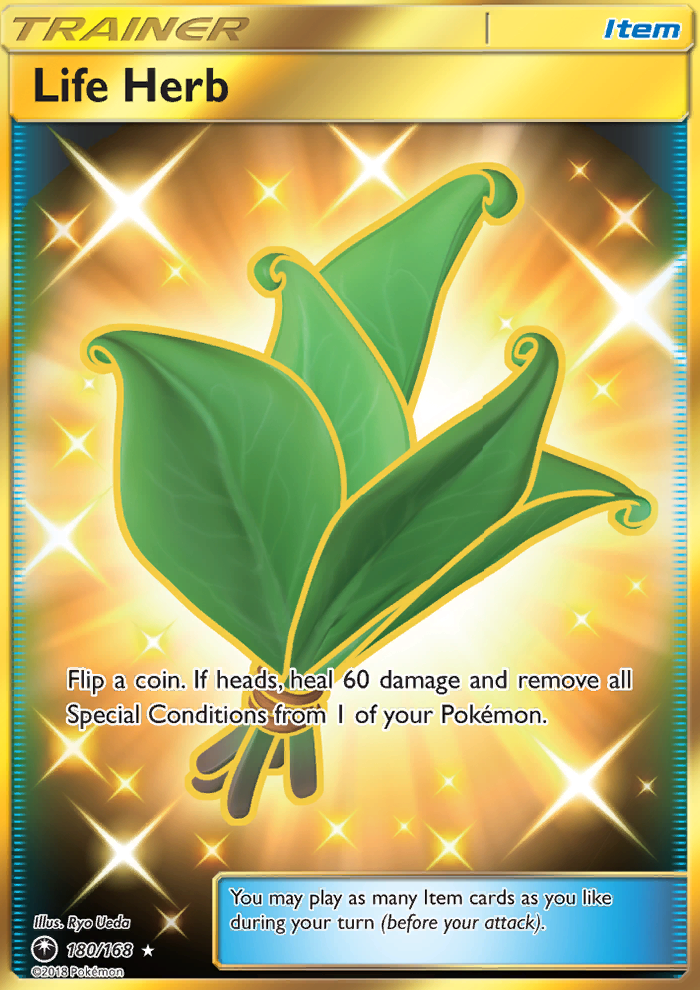 TRAINER
Item
Life Herb
Flip a coin. If heads, heal 60 damage and remove all
Special Conditions from 1 of your Pokémon.
You may play as many Item cards as you like
during your turn (before your attack).
Illus. Ryo Ueda
180/168 ★
©2018 Pokémon